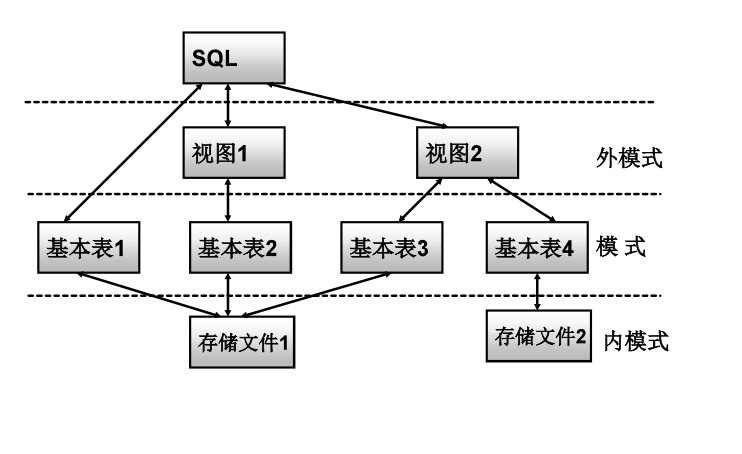 SQL
视图1
视图2
外模式
基本表1
基本表2
基本表3
基本表4
模 式
存储文件1
存储文件2
内模式